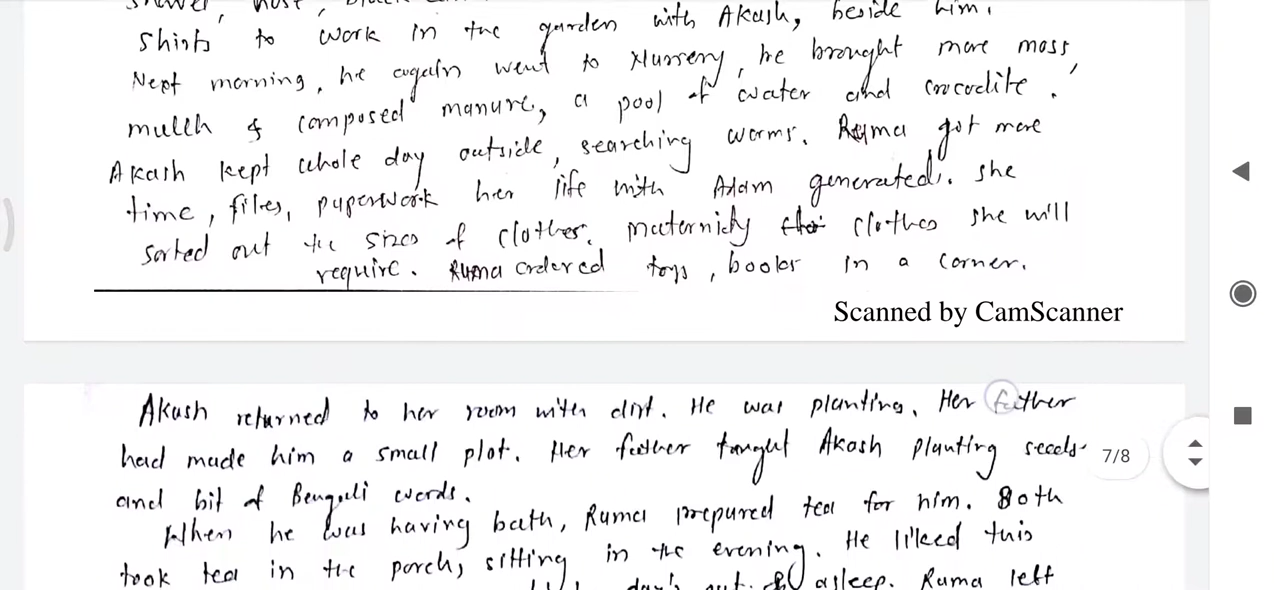 shirts to work in the garden with Akash, beside him.
Next morning, he again went to Nursery, he brought more moss,
mulch & composed manure, a pool of water and crocodile.
Akash kept whole day outside, searching worms. Ruma got more
time, files, paperwork her life with Adam generated. She
sorted out the sizes of clothes. maternity clothes she will
require. Ruma ordered toys, books in a corner.
Scanned by CamScanner
Akash returned to her room with dirt. He was planting. Her father
had made him a small plot. Her father taught Akash planting seeds
and bit of Bengali words.
7/8
When he was having bath, Ruma prepared tea for him. Both
took tea in the porch, sitting in the evening. He liked this
asleep. Ruma left